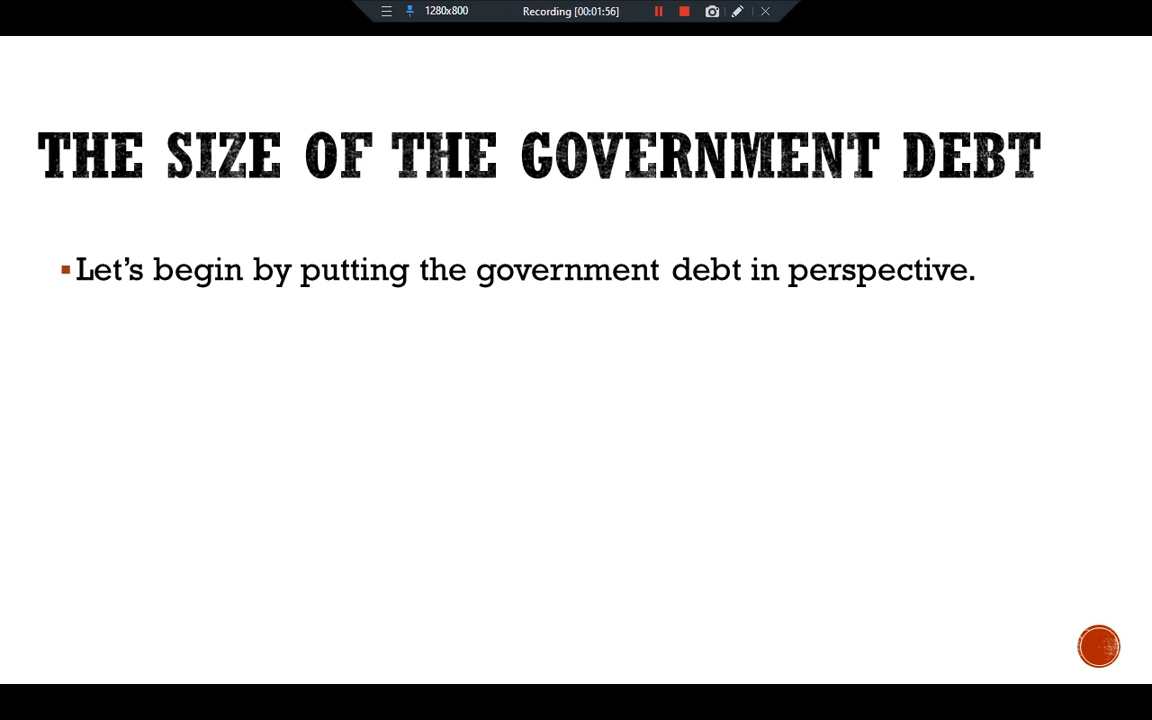 1280x800 Recording [00:01:56]
THE SIZE OF THE GOVERNMENT DEBT
Let’s begin by putting the government debt in perspective.